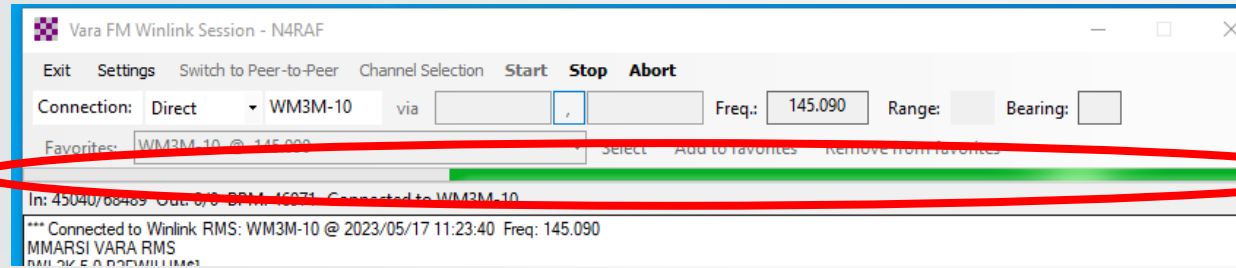 Vara FM Winlink Session - N4RAF
Exit Settings Switch to Peer-to-Peer Channel Selection Start Stop Abort
Connection: Direct WM3M-10 via , Freq.: 145.090 Range: Bearing:
Favorites: WM3M-10 @ 145.090 Select Add to favorites Remove from favorites
In: 45040/68489 Out: 0/0 BPM: 46071 Connected to WM3M-10
*** Connected to Winlink RMS: WM3M-10 @ 2023/05/17 11:23:40 Freq: 145.090
MMARSI VARA RMS